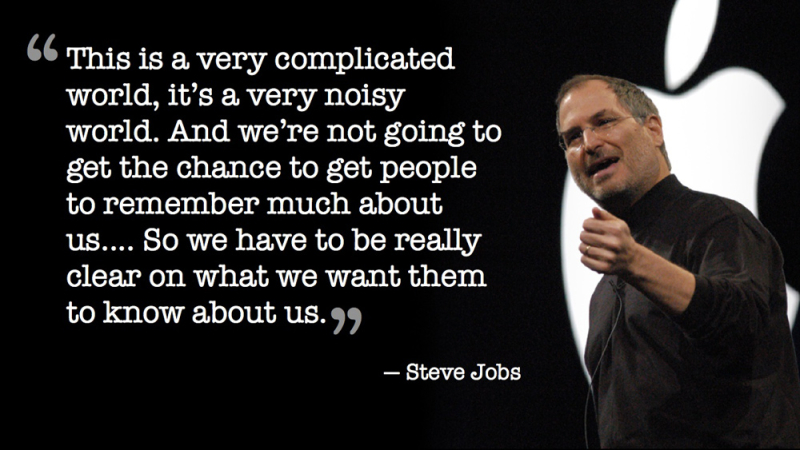 “This is a very complicated
world, it’s a very noisy
world. And we’re not going to
get the chance to get people
to remember much about
us.... So we have to be really
clear on what we want them
to know about us.”
— Steve Jobs